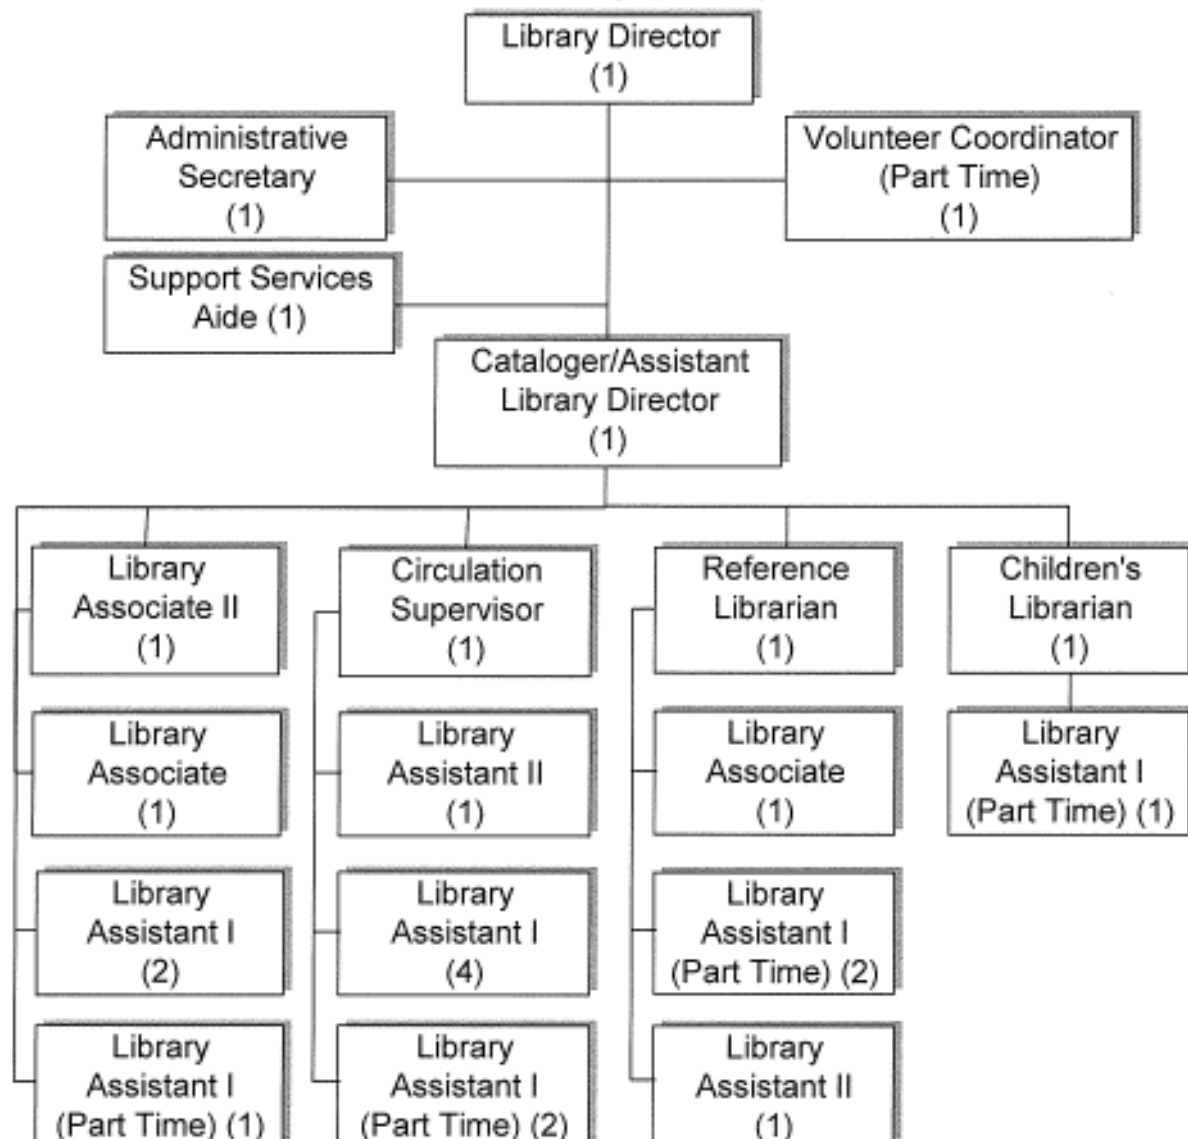 Library Director
(1)
Administrative
Secretary
(1)
Volunteer Coordinator
(Part Time)
(1)
Support Services
Aide (1)
Cataloger/Assistant
Library Director
(1)
Library
Associate II
(1)
Circulation
Supervisor
(1)
Reference
Librarian
(1)
Children's
Librarian
(1)
Library
Associate
(1)
Library
Assistant II
(1)
Library
Associate
(1)
Library
Assistant I
(Part Time) (1)
Library
Assistant I
(2)
Library
Assistant I
(4)
Library
Assistant I
(Part Time) (2)
Library
Assistant I
(Part Time) (1)
Library
Assistant I
(Part Time) (2)
Library
Assistant II
(1)